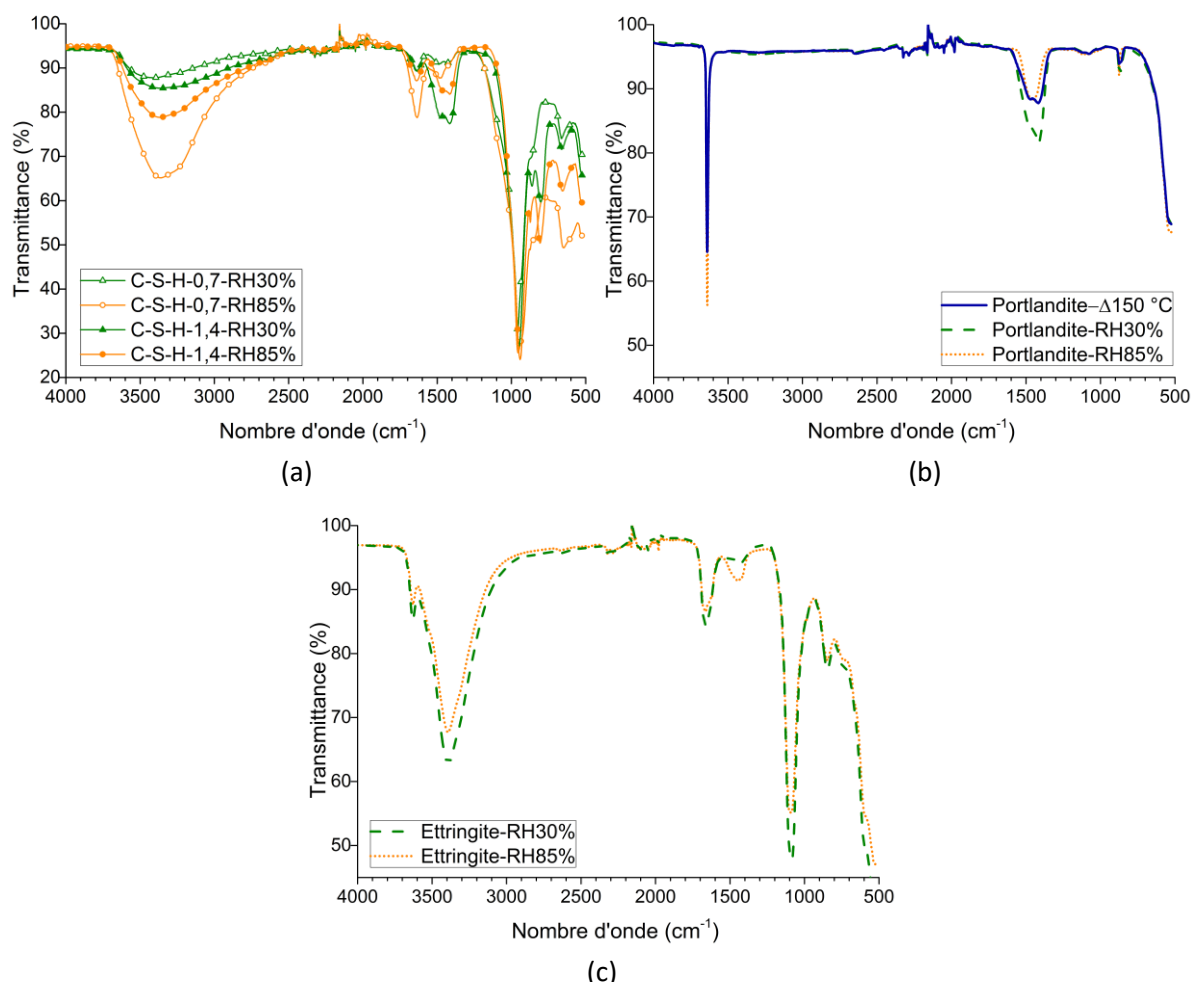 100
90
80
70
60
50
40
30
20
Transmittance (%)
C-S-H-0,7-RH30%
C-S-H-0,7-RH85%
C-S-H-1,4-RH30%
C-S-H-1,4-RH85%
4000 3500 3000 2500 2000 1500 1000 500
Nombre d'onde (cm⁻¹)
(a)
100
90
80
70
60
50
Transmittance (%)
Portlandite–Δ150 °C
Portlandite-RH30%
Portlandite-RH85%
4000 3500 3000 2500 2000 1500 1000 500
Nombre d'onde (cm⁻¹)
(b)
100
90
80
70
60
50
Transmittance (%)
Ettringite-RH30%
Ettringite-RH85%
4000 3500 3000 2500 2000 1500 1000 500
Nombre d'onde (cm⁻¹)
(c)